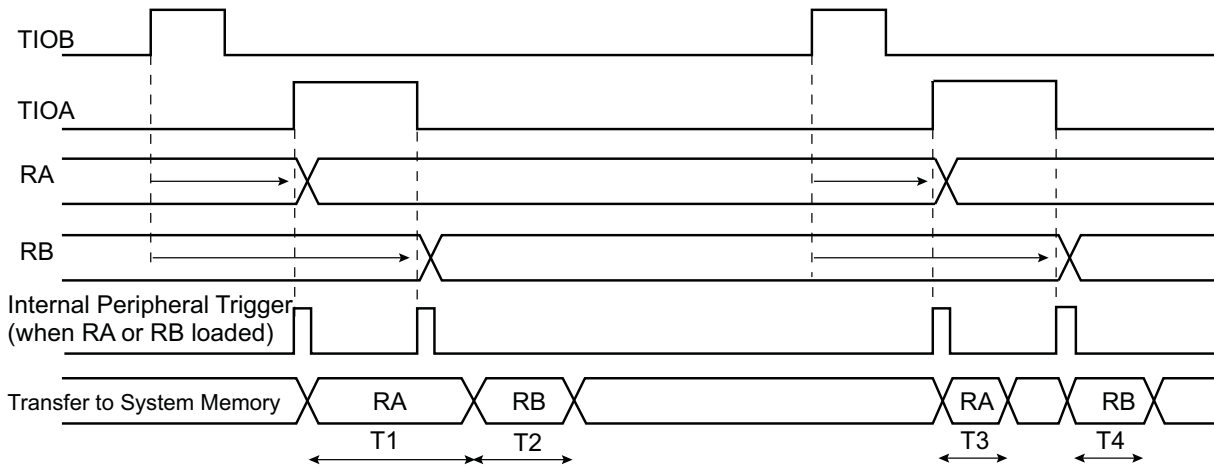 TIOB
TIOA
RA
RB
Internal Peripheral Trigger
(when RA or RB loaded)
Transfer to System Memory RA RB RA RB
T1 T2 T3 T4